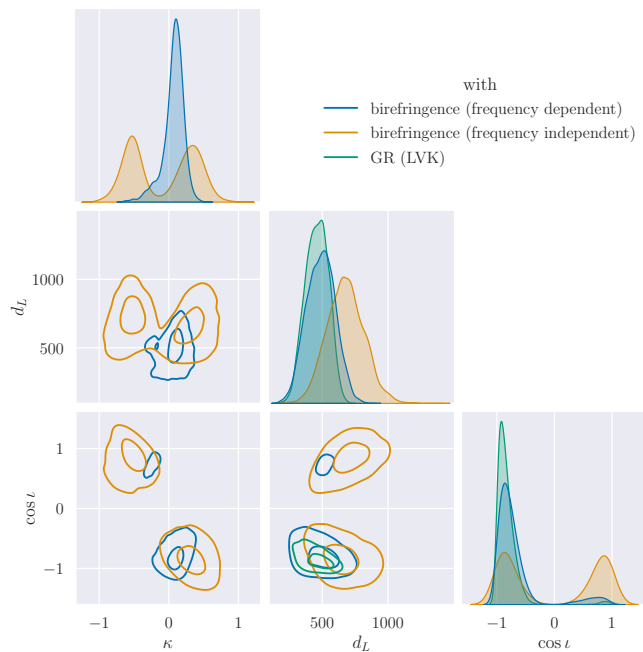 with
birefringence (frequency dependent)
birefringence (frequency independent)
GR (LVK)
1000
500
d_L
1
0
−1
cos ι
−1 0 1
κ
500 1000
d_L
−1 0 1
cos ι